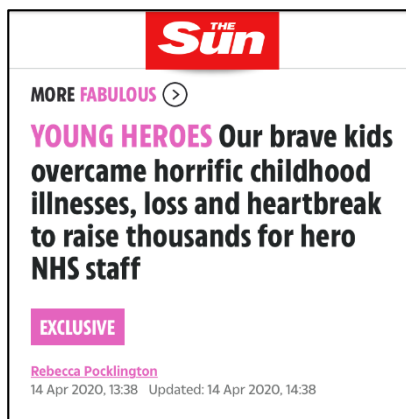 THE
Sun
MORE FABULOUS
YOUNG HEROES Our brave kids
overcame horrific childhood
illnesses, loss and heartbreak
to raise thousands for hero
NHS staff
EXCLUSIVE
Rebecca Pocklington
14 Apr 2020, 13:38 Updated: 14 Apr 2020, 14:38